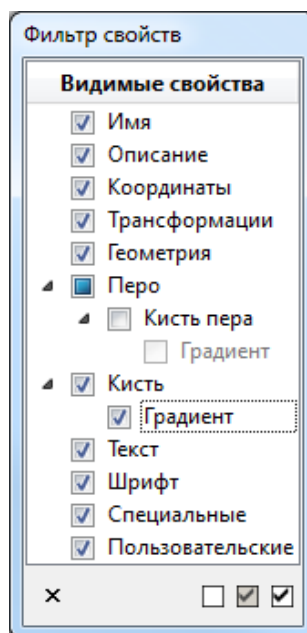 Фильтр свойств
Видимые свойства
Имя
Описание
Координаты
Трансформации
Геометрия
Перо
Кисть пера
Градиент
Кисть
Градиент
Текст
Шрифт
Специальные
Пользовательские